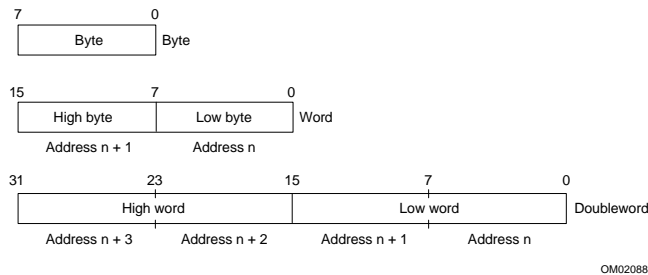 7 0
Byte Byte
15 7 0
High byte Low byte Word
Address n + 1 Address n
31 23 15 7 0
High word Low word Doubleword
Address n + 3 Address n + 2 Address n + 1 Address n
OM02088